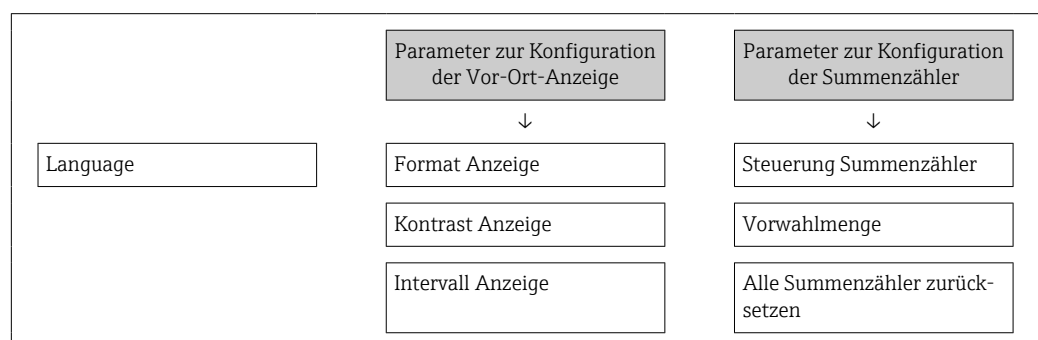 Parameter zur Konfiguration
der Vor-Ort-Anzeige
Parameter zur Konfiguration
der Summenzähler
↓
↓
Language
Format Anzeige
Steuerung Summenzähler
Kontrast Anzeige
Vorwahlmenge
Intervall Anzeige
Alle Summenzähler zurück-
setzen